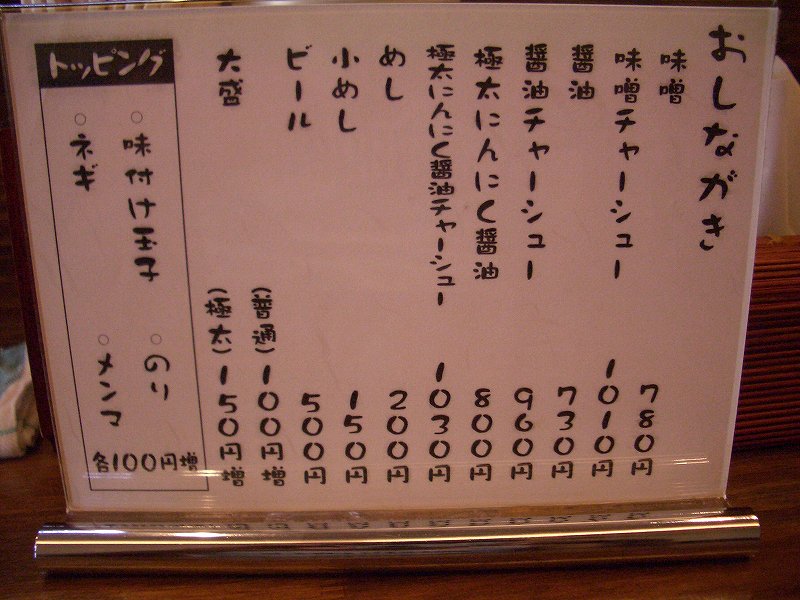 おしながき
味噌 780円
味噌チャーシュー 1010円
醤油 730円
醤油チャーシュー 960円
極太にんにく醤油 800円
極太にんにく醤油チャーシュー 1030円
めし 200円
小めし 150円
ビール 500円
大盛 (普通)100円増
(極太)150円増
トッピング
○味付け玉子 ○のり
○ネギ ○メンマ
各100円増